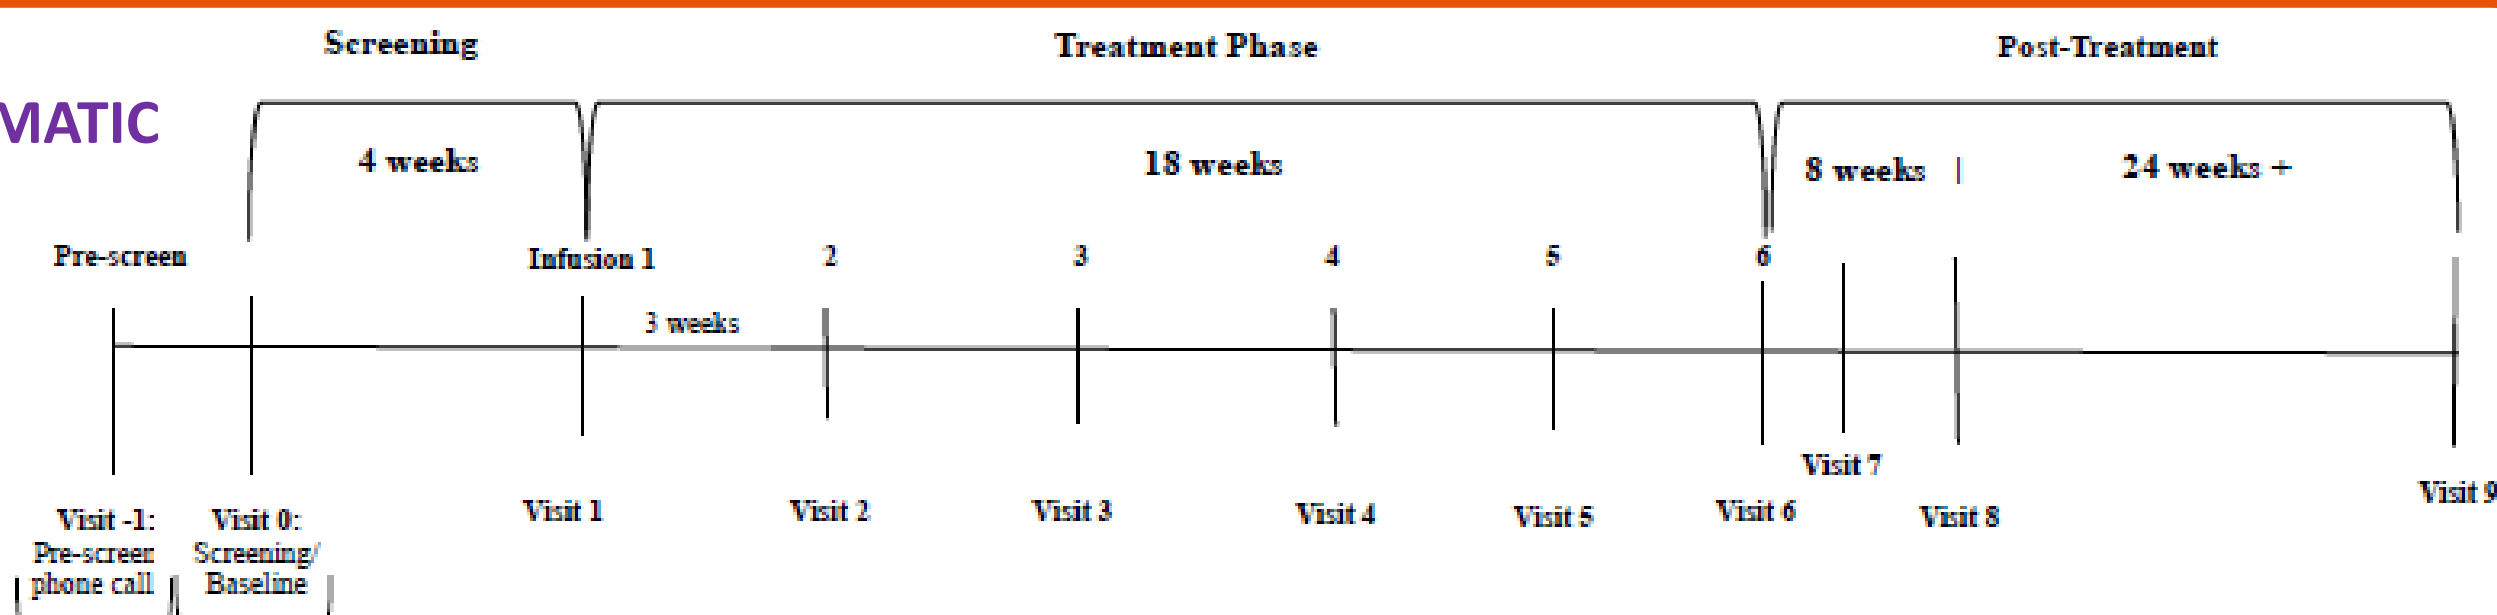 Screening Treatment Phase Post-Treatment
MATIC
4 weeks 18 weeks 8 weeks | 24 weeks +
Pre-screen Infusion 1 2 3 4 5 6
3 weeks
Visit 7
Visit 9
Visit 1 Visit 2 Visit 3 Visit 4 Visit 5 Visit 6 Visit 8
Visit -1: Visit 0:
Pre-screen Screening/
phone call Baseline